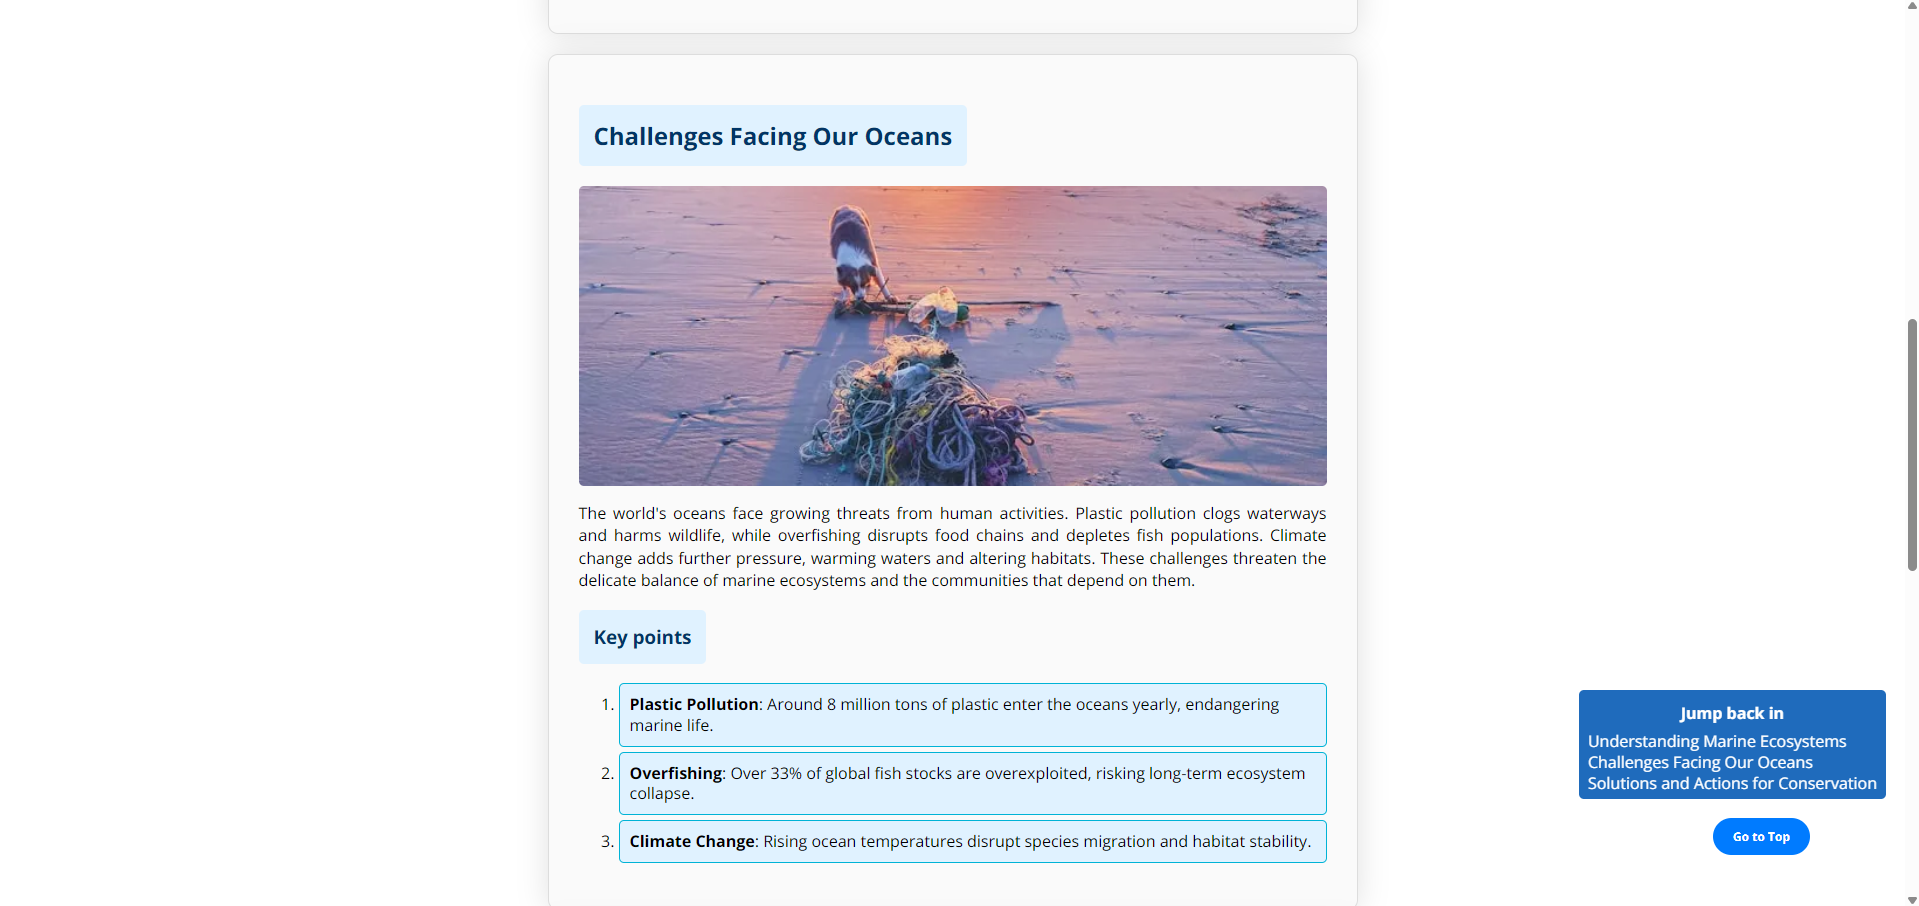 Challenges Facing Our Oceans
The world's oceans face growing threats from human activities. Plastic pollution clogs waterways
and harms wildlife, while overfishing disrupts food chains and depletes fish populations. Climate
change adds further pressure, warming waters and altering habitats. These challenges threaten the
delicate balance of marine ecosystems and the communities that depend on them.
Key points
1. Plastic Pollution: Around 8 million tons of plastic enter the oceans yearly, endangering
marine life.
2. Overfishing: Over 33% of global fish stocks are overexploited, risking long-term ecosystem
collapse.
3. Climate Change: Rising ocean temperatures disrupt species migration and habitat stability.
Jump back in
Understanding Marine Ecosystems
Challenges Facing Our Oceans
Solutions and Actions for Conservation
Go to Top